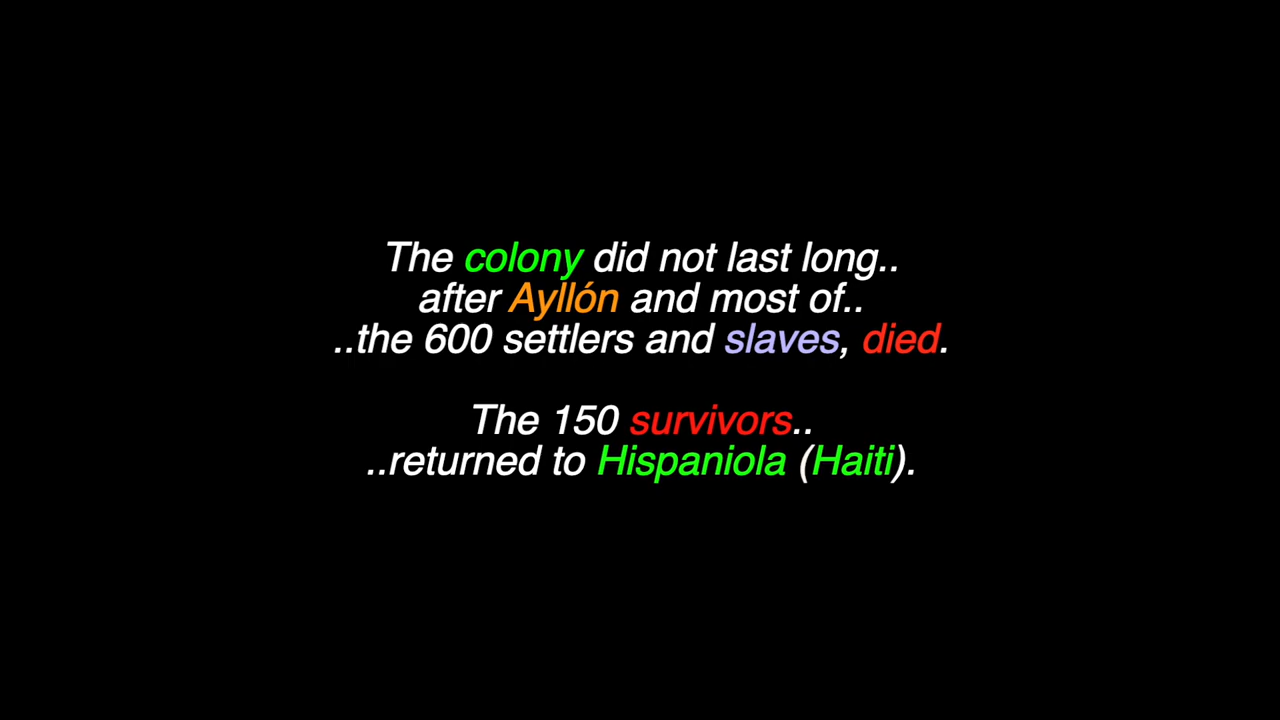 The colony did not last long..
after Ayllón and most of..
..the 600 settlers and slaves, died.
The 150 survivors..
..returned to Hispaniola (Haiti).